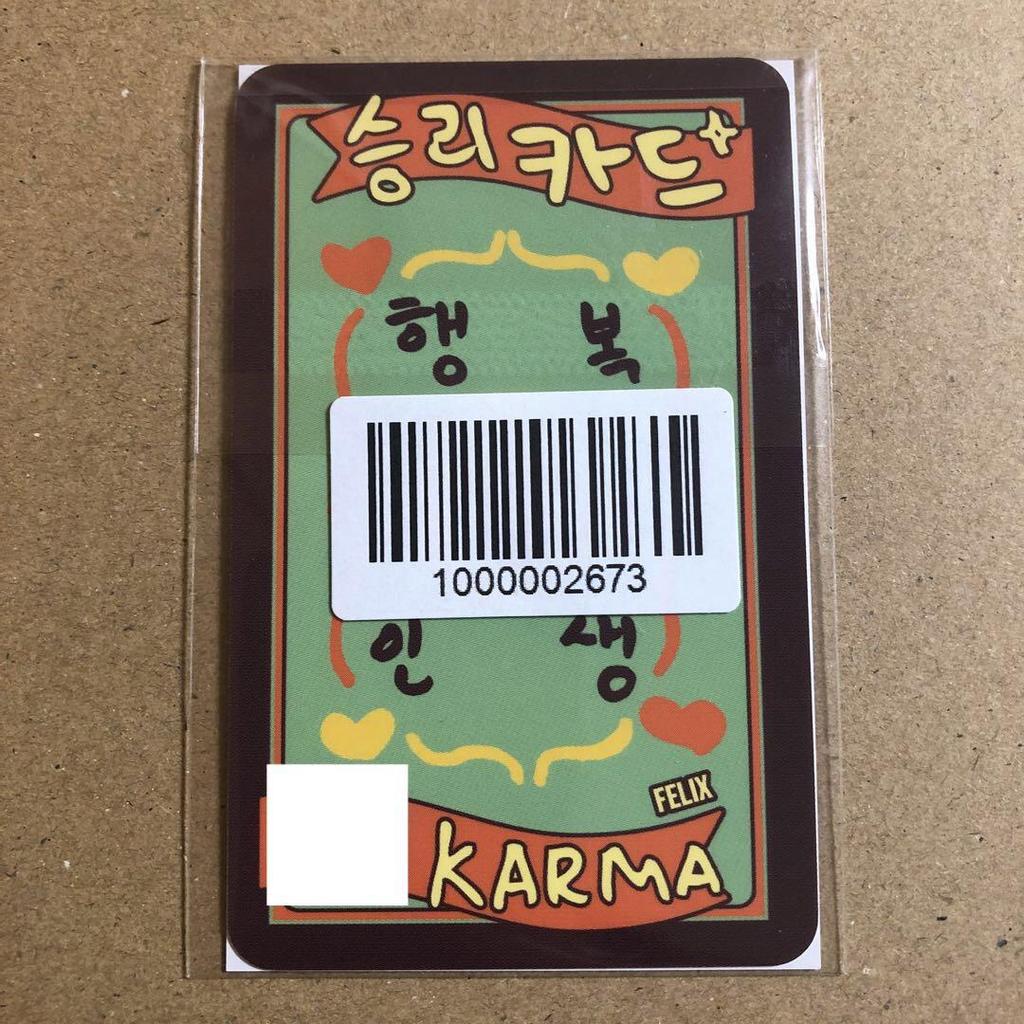 승리카드
행 복
1000002673
인 생
FELIX
KARMA